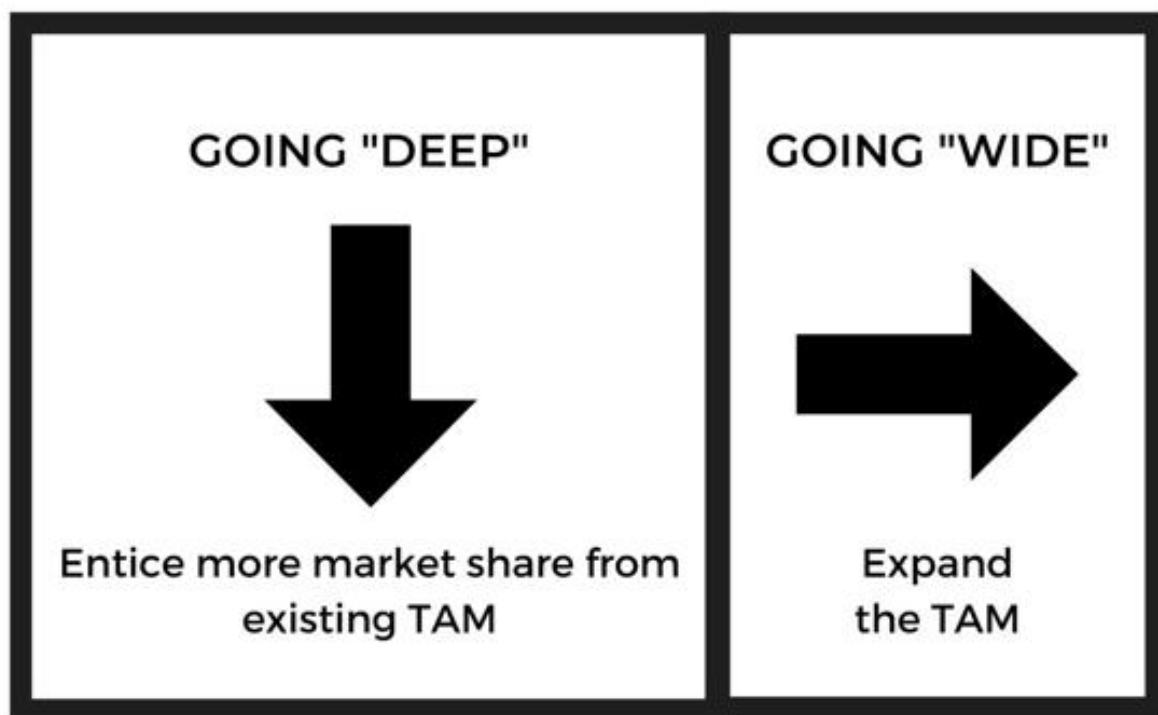 GOING "DEEP"
Entice more market share from
existing TAM
GOING "WIDE"
Expand
the TAM